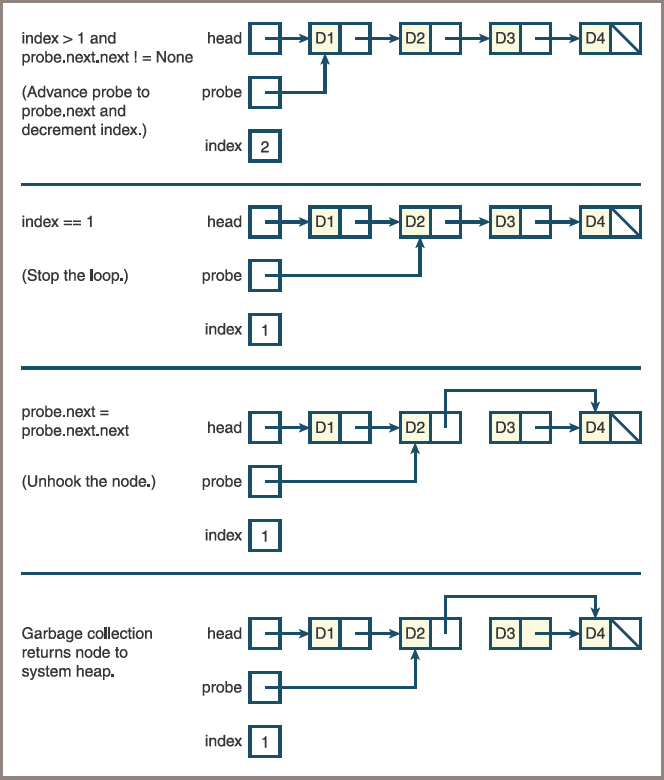 index > 1 and
probe.next.next ! = None
(Advance probe to
probe.next and
decrement index.)
head D1 D2 D3 D4
probe
index 2
index == 1
(Stop the loop.)
head D1 D2 D3 D4
probe
index 1
probe.next =
probe.next.next
(Unhook the node.)
head D1 D2 D3 D4
probe
index 1
Garbage collection
returns node to
system heap.
head D1 D2 D3 D4
probe
index 1